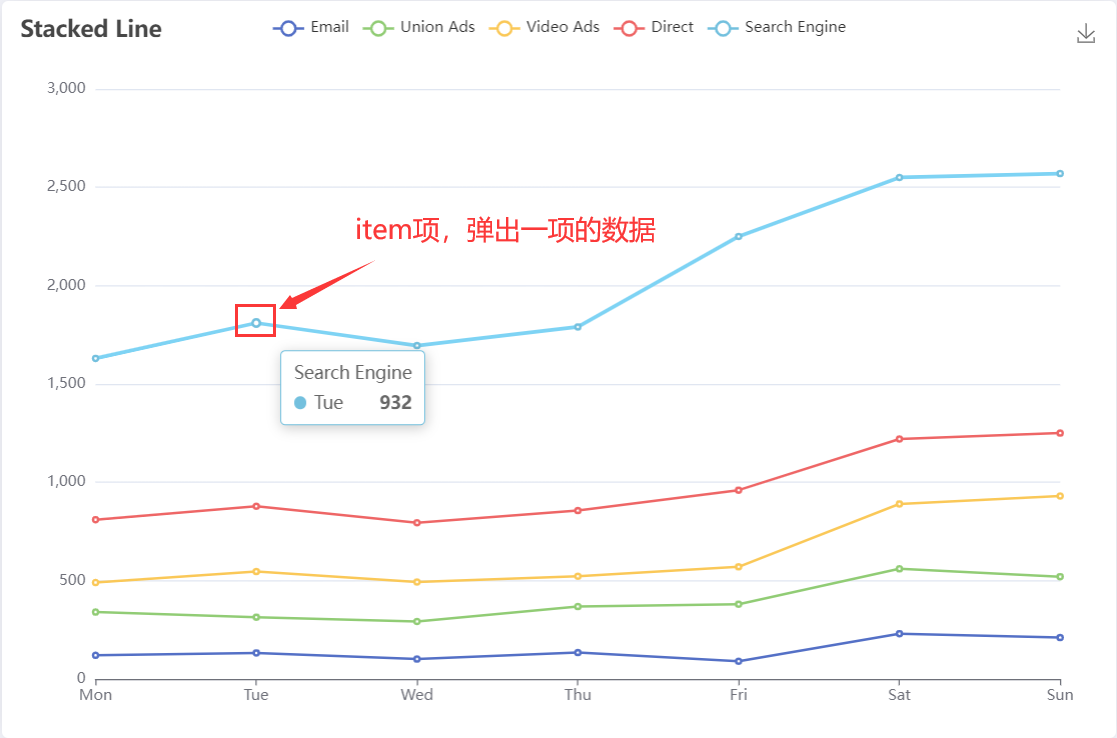 Stacked Line
Email Union Ads Video Ads Direct Search Engine
3,000
2,500
item项，弹出一项的数据
2,000
Search Engine
Tue 932
1,500
1,000
500
0
Mon Tue Wed Thu Fri Sat Sun